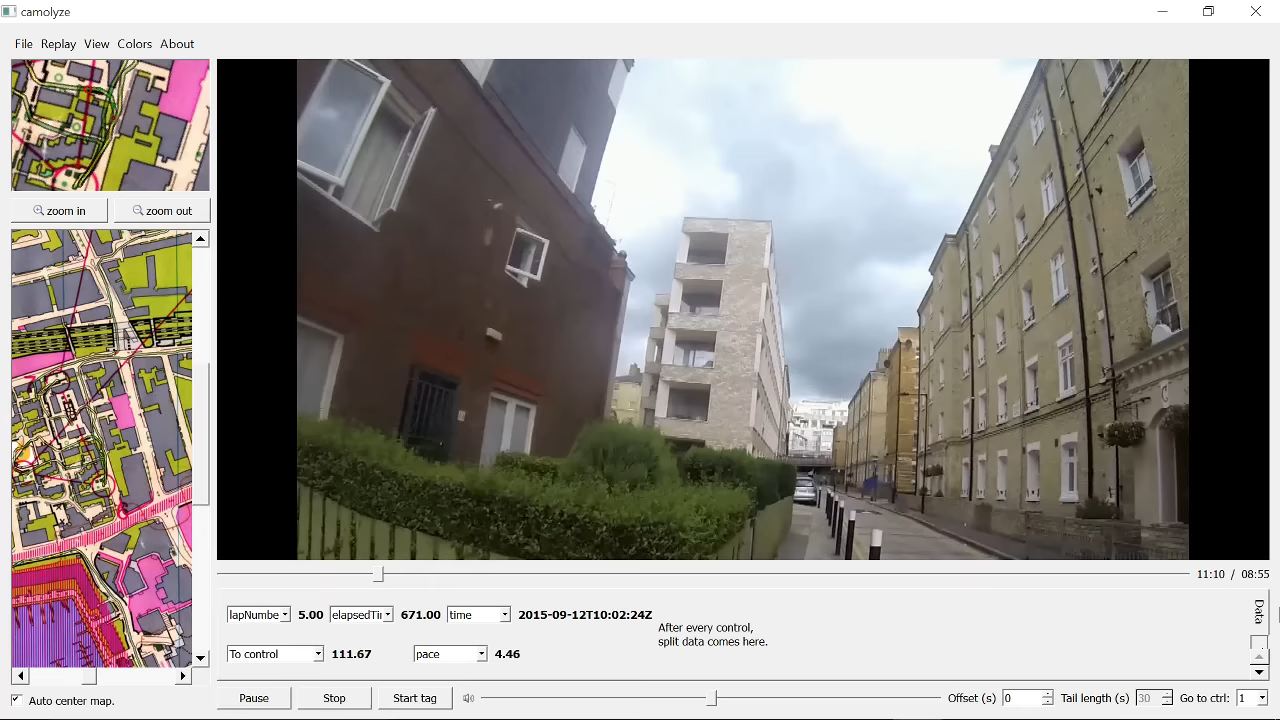 camolyze
File Replay View Colors About
zoom in zoom out
11:10 / 08:55
lapNumbe 5.00 elapsedTi 671.00 time 2015-09-12T10:02:24Z
After every control,
split data comes here.
To control 111.67 pace 4.46
Data
Auto center map.
Pause Stop Start tag Offset (s) 0 Tail length (s) 30 Go to ctrl: 1